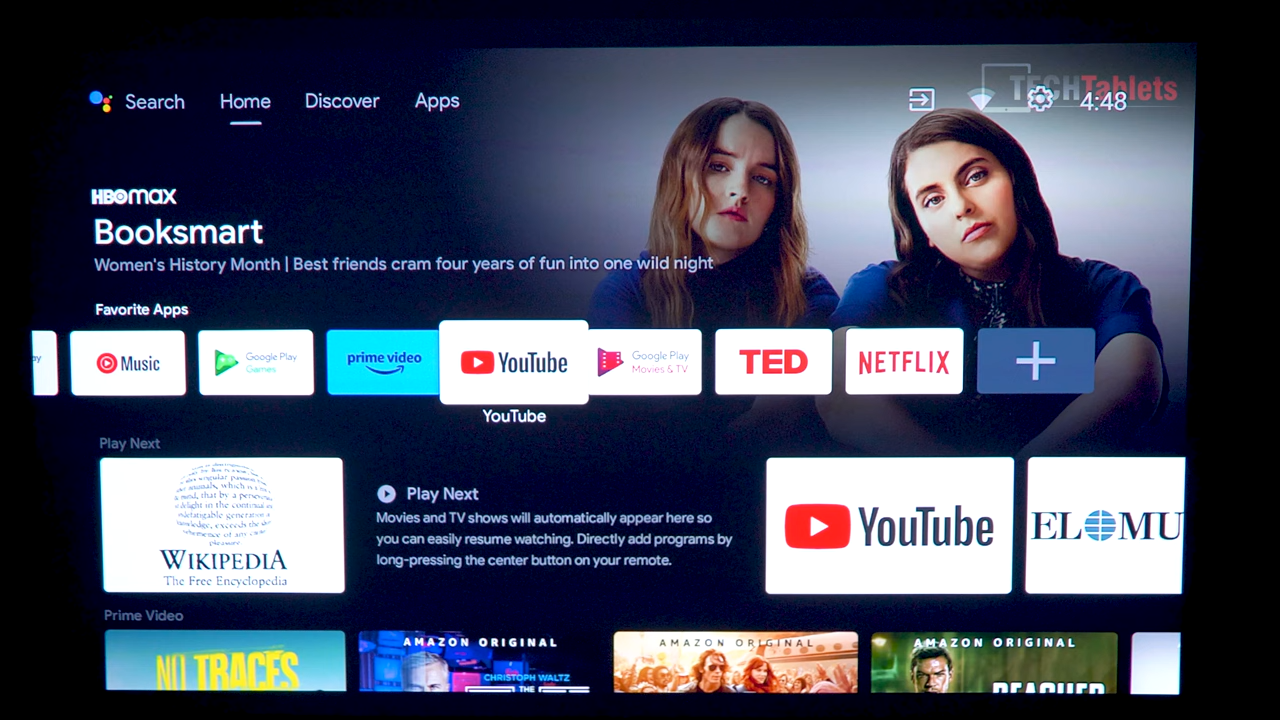 TECHTablets
Search Home Discover Apps 4:48
HBOmax
Booksmart
Women's History Month | Best friends cram four years of fun into one wild night
Favorite Apps
Music
Google Play
Games
prime video
YouTube
Google Play
Movies & TV
TED
NETFLIX
YouTube
Play Next
WIKIPEDIA
The Free Encyclopedia
Play Next
Movies and TV shows will automatically appear here so
you can easily resume watching. Directly add programs by
long-pressing the center button on your remote.
YouTube
ELOMU
Prime Video
NO TRACES
AMAZON ORIGINAL
CHRISTOPH WALTZ
THE
AMAZON ORIGINAL
AMAZON ORIGINAL
REACHER